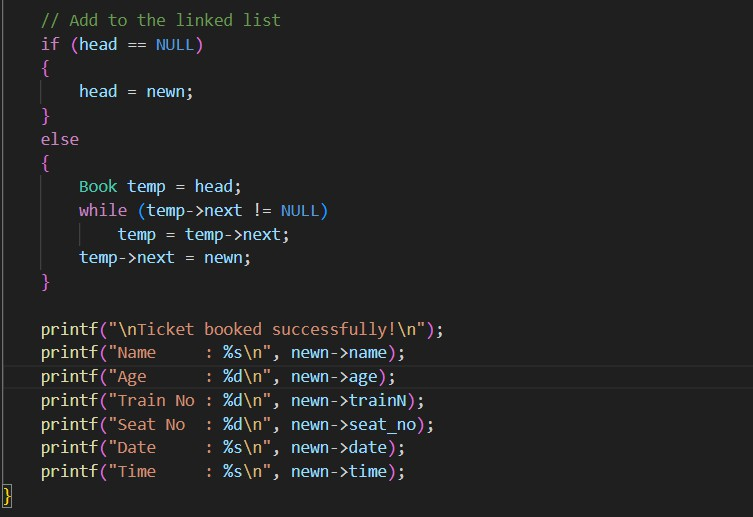 // Add to the linked list
if (head == NULL)
{
    head = newn;
}
else
{
    Book temp = head;
    while (temp->next != NULL)
        temp = temp->next;
    temp->next = newn;
}

printf("\nTicket booked successfully!\n");
printf("Name     : %s\n", newn->name);
printf("Age      : %d\n", newn->age);
printf("Train No : %d\n", newn->trainN);
printf("Seat No  : %d\n", newn->seat_no);
printf("Date     : %s\n", newn->date);
printf("Time     : %s\n", newn->time);
}